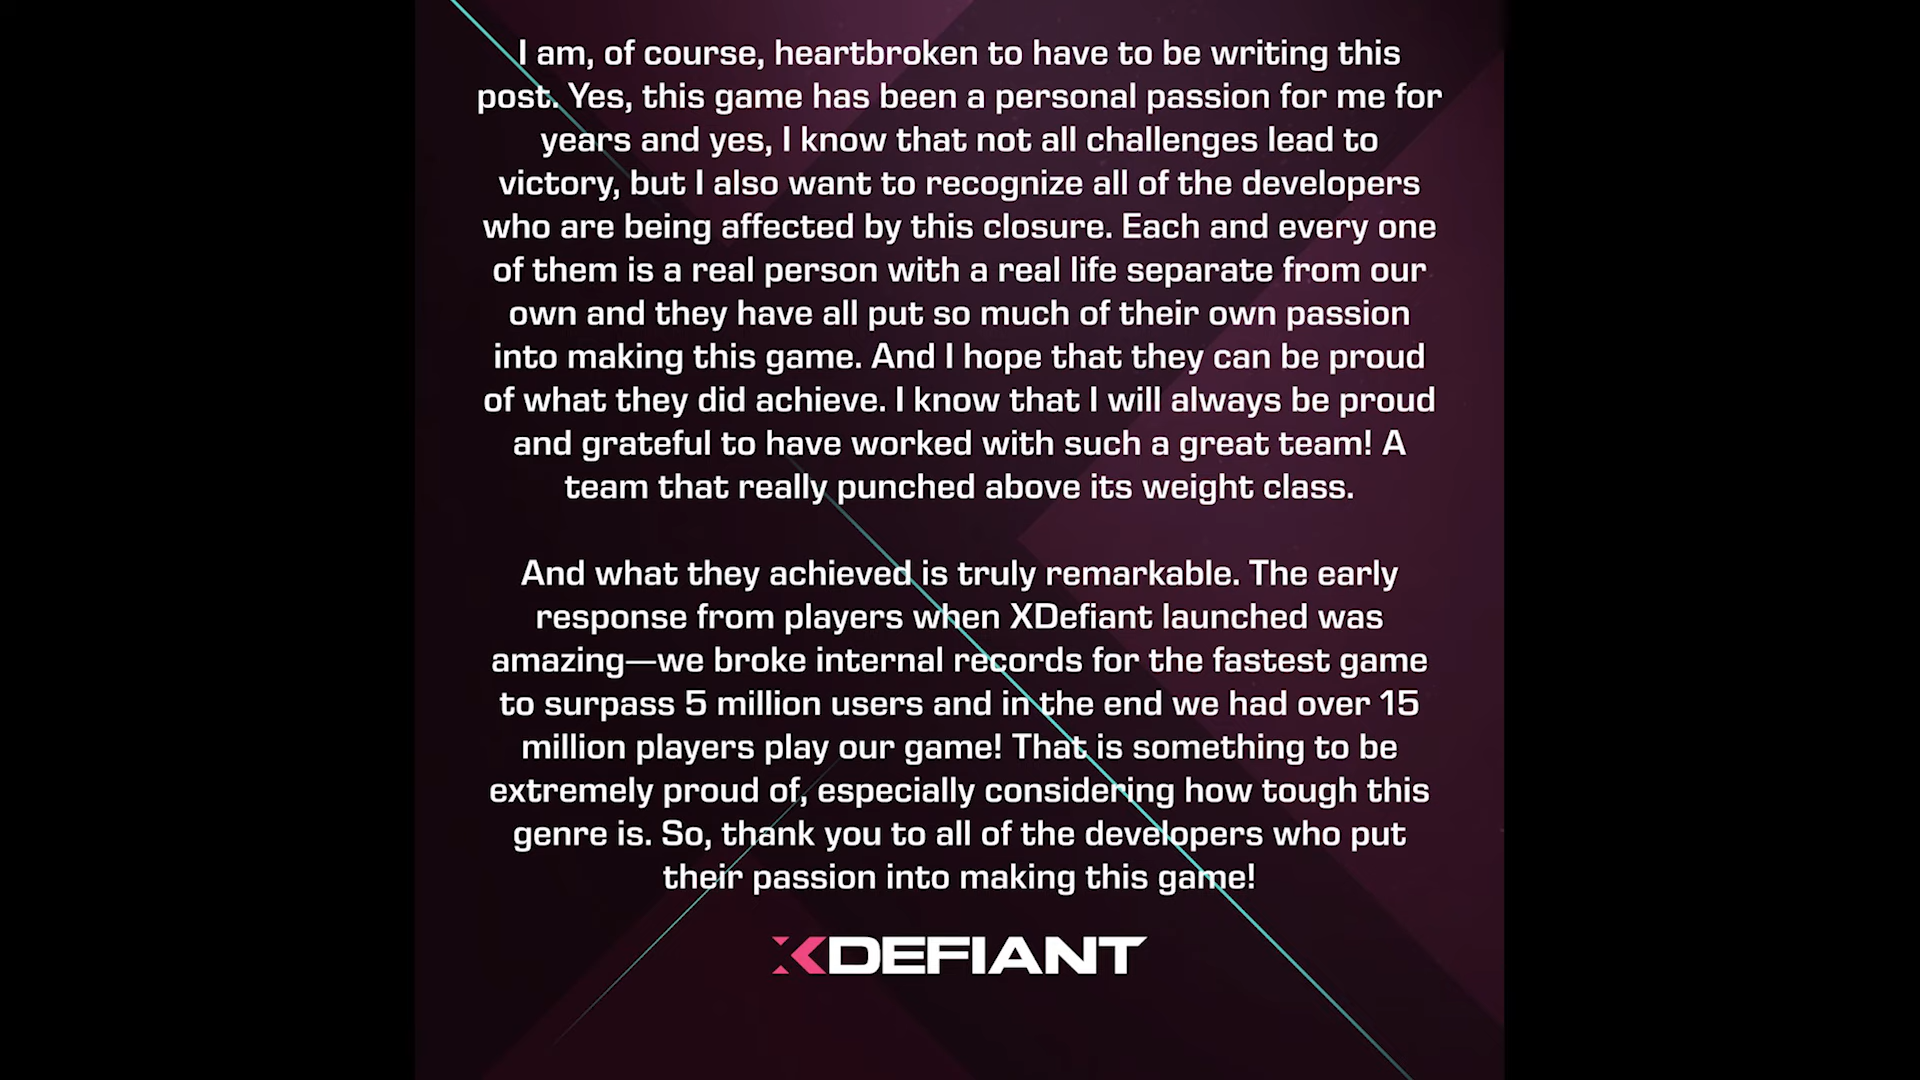 I am, of course, heartbroken to have to be writing this
post. Yes, this game has been a personal passion for me for
years and yes, I know that not all challenges lead to
victory, but I also want to recognize all of the developers
who are being affected by this closure. Each and every one
of them is a real person with a real life separate from our
own and they have all put so much of their own passion
into making this game. And I hope that they can be proud
of what they did achieve. I know that I will always be proud
and grateful to have worked with such a great team! A
team that really punched above its weight class.
And what they achieved is truly remarkable. The early
response from players when XDefiant launched was
amazing—we broke internal records for the fastest game
to surpass 5 million users and in the end we had over 15
million players play our game! That is something to be
extremely proud of, especially considering how tough this
genre is. So, thank you to all of the developers who put
their passion into making this game!
XDEFIANT